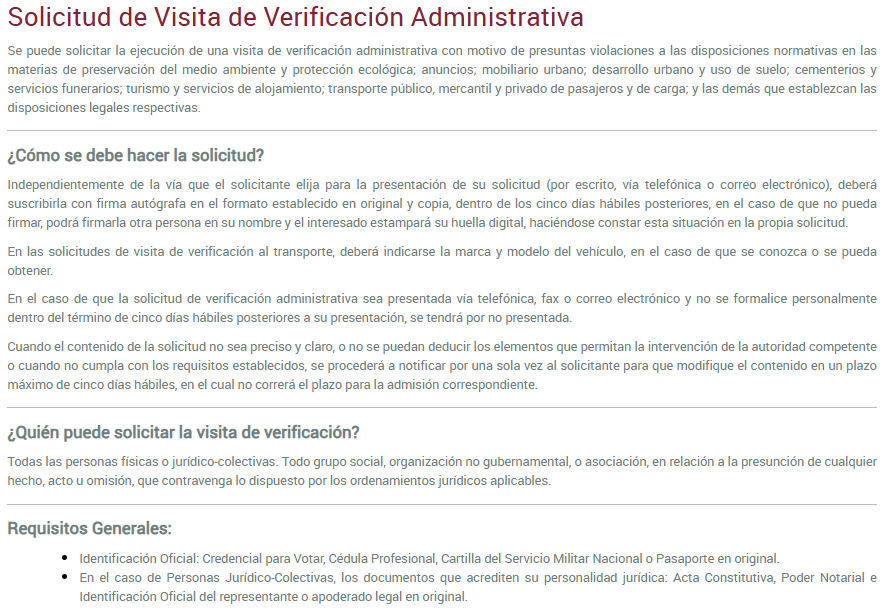 Solicitud de Visita de Verificación Administrativa
Se puede solicitar la ejecución de una visita de verificación administrativa con motivo de presuntas violaciones a las disposiciones normativas en las
materias de preservación del medio ambiente y protección ecológica; anuncios; mobiliario urbano; desarrollo urbano y uso de suelo; cementerios y
servicios funerarios; turismo y servicios de alojamiento; transporte público, mercantil y privado de pasajeros y de carga; y las demás que establezcan las
disposiciones legales respectivas.
¿Cómo se debe hacer la solicitud?
Independientemente de la vía que el solicitante elija para la presentación de su solicitud (por escrito, vía telefónica o correo electrónico), deberá
suscribirla con firma autógrafa en el formato establecido en original y copia, dentro de los cinco días hábiles posteriores, en el caso de que no pueda
firmar, podrá firmarla otra persona en su nombre y el interesado estampará su huella digital, haciéndose constar esta situación en la propia solicitud.
En las solicitudes de visita de verificación al transporte, deberá indicarse la marca y modelo del vehículo, en el caso de que se conozca o se pueda
obtener.
En el caso de que la solicitud de verificación administrativa sea presentada vía telefónica, fax o correo electrónico y no se formalice personalmente
dentro del término de cinco días hábiles posteriores a su presentación, se tendrá por no presentada.
Cuando el contenido de la solicitud no sea preciso y claro, o no se puedan deducir los elementos que permitan la intervención de la autoridad competente
o cuando no cumpla con los requisitos establecidos, se procederá a notificar por una sola vez al solicitante para que modifique el contenido en un plazo
máximo de cinco días hábiles, en el cual no correrá el plazo para la admisión correspondiente.
¿Quién puede solicitar la visita de verificación?
Todas las personas físicas o jurídico-colectivas. Todo grupo social, organización no gubernamental, o asociación, en relación a la presunción de cualquier
hecho, acto u omisión, que contravenga lo dispuesto por los ordenamientos jurídicos aplicables.
Requisitos Generales:
• Identificación Oficial: Credencial para Votar, Cédula Profesional, Cartilla del Servicio Militar Nacional o Pasaporte en original.
• En el caso de Personas Jurídico-Colectivas, los documentos que acrediten su personalidad jurídica: Acta Constitutiva, Poder Notarial e
Identificación Oficial del representante o apoderado legal en original.